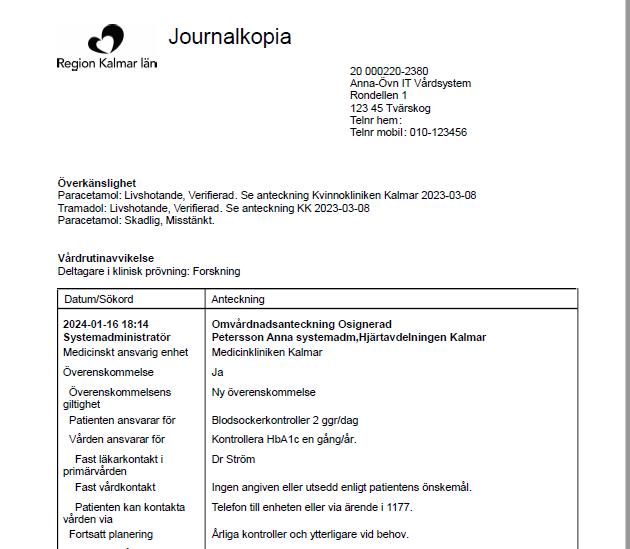 Region Kalmar län
Journalkopia
20 000220-2380
Anna-Övn IT Vårdsystem
Rondellen 1
123 45 Tvärskog
Telnr hem:
Telnr mobil: 010-123456
Överkänslighet
Paracetamol: Livshotande, Verifierad. Se anteckning Kvinnokliniken Kalmar 2023-03-08
Tramadol: Livshotande, Verifierad. Se anteckning KK 2023-03-08
Paracetamol: Skadlig, Misstänkt.
Vårdrutinavvikelse
Deltagare i klinisk prövning: Forskning
Datum/Sökord Anteckning
2024-01-16 18:14 Omvårdnadsanteckning Osignerad
Systemadministratör Petersson Anna systemadm,Hjärtavdelningen Kalmar
Medicinskt ansvarig enhet Medicinkliniken Kalmar
Överenskommelse Ja
Överenskommelsens Ny överenskommelse
giltighet
Patienten ansvarar för Blodsockerkontroller 2 ggr/dag
Vården ansvarar för Kontrollera HbA1c en gång/år.
Fast läkarkontakt i Dr Ström
primärvården
Fast vårdkontakt Ingen angiven eller utsedd enligt patientens önskemål.
Patienten kan kontakta Telefon till enheten eller via ärende i 1177.
vården via
Fortsatt planering Årliga kontroller och ytterligare vid behov.